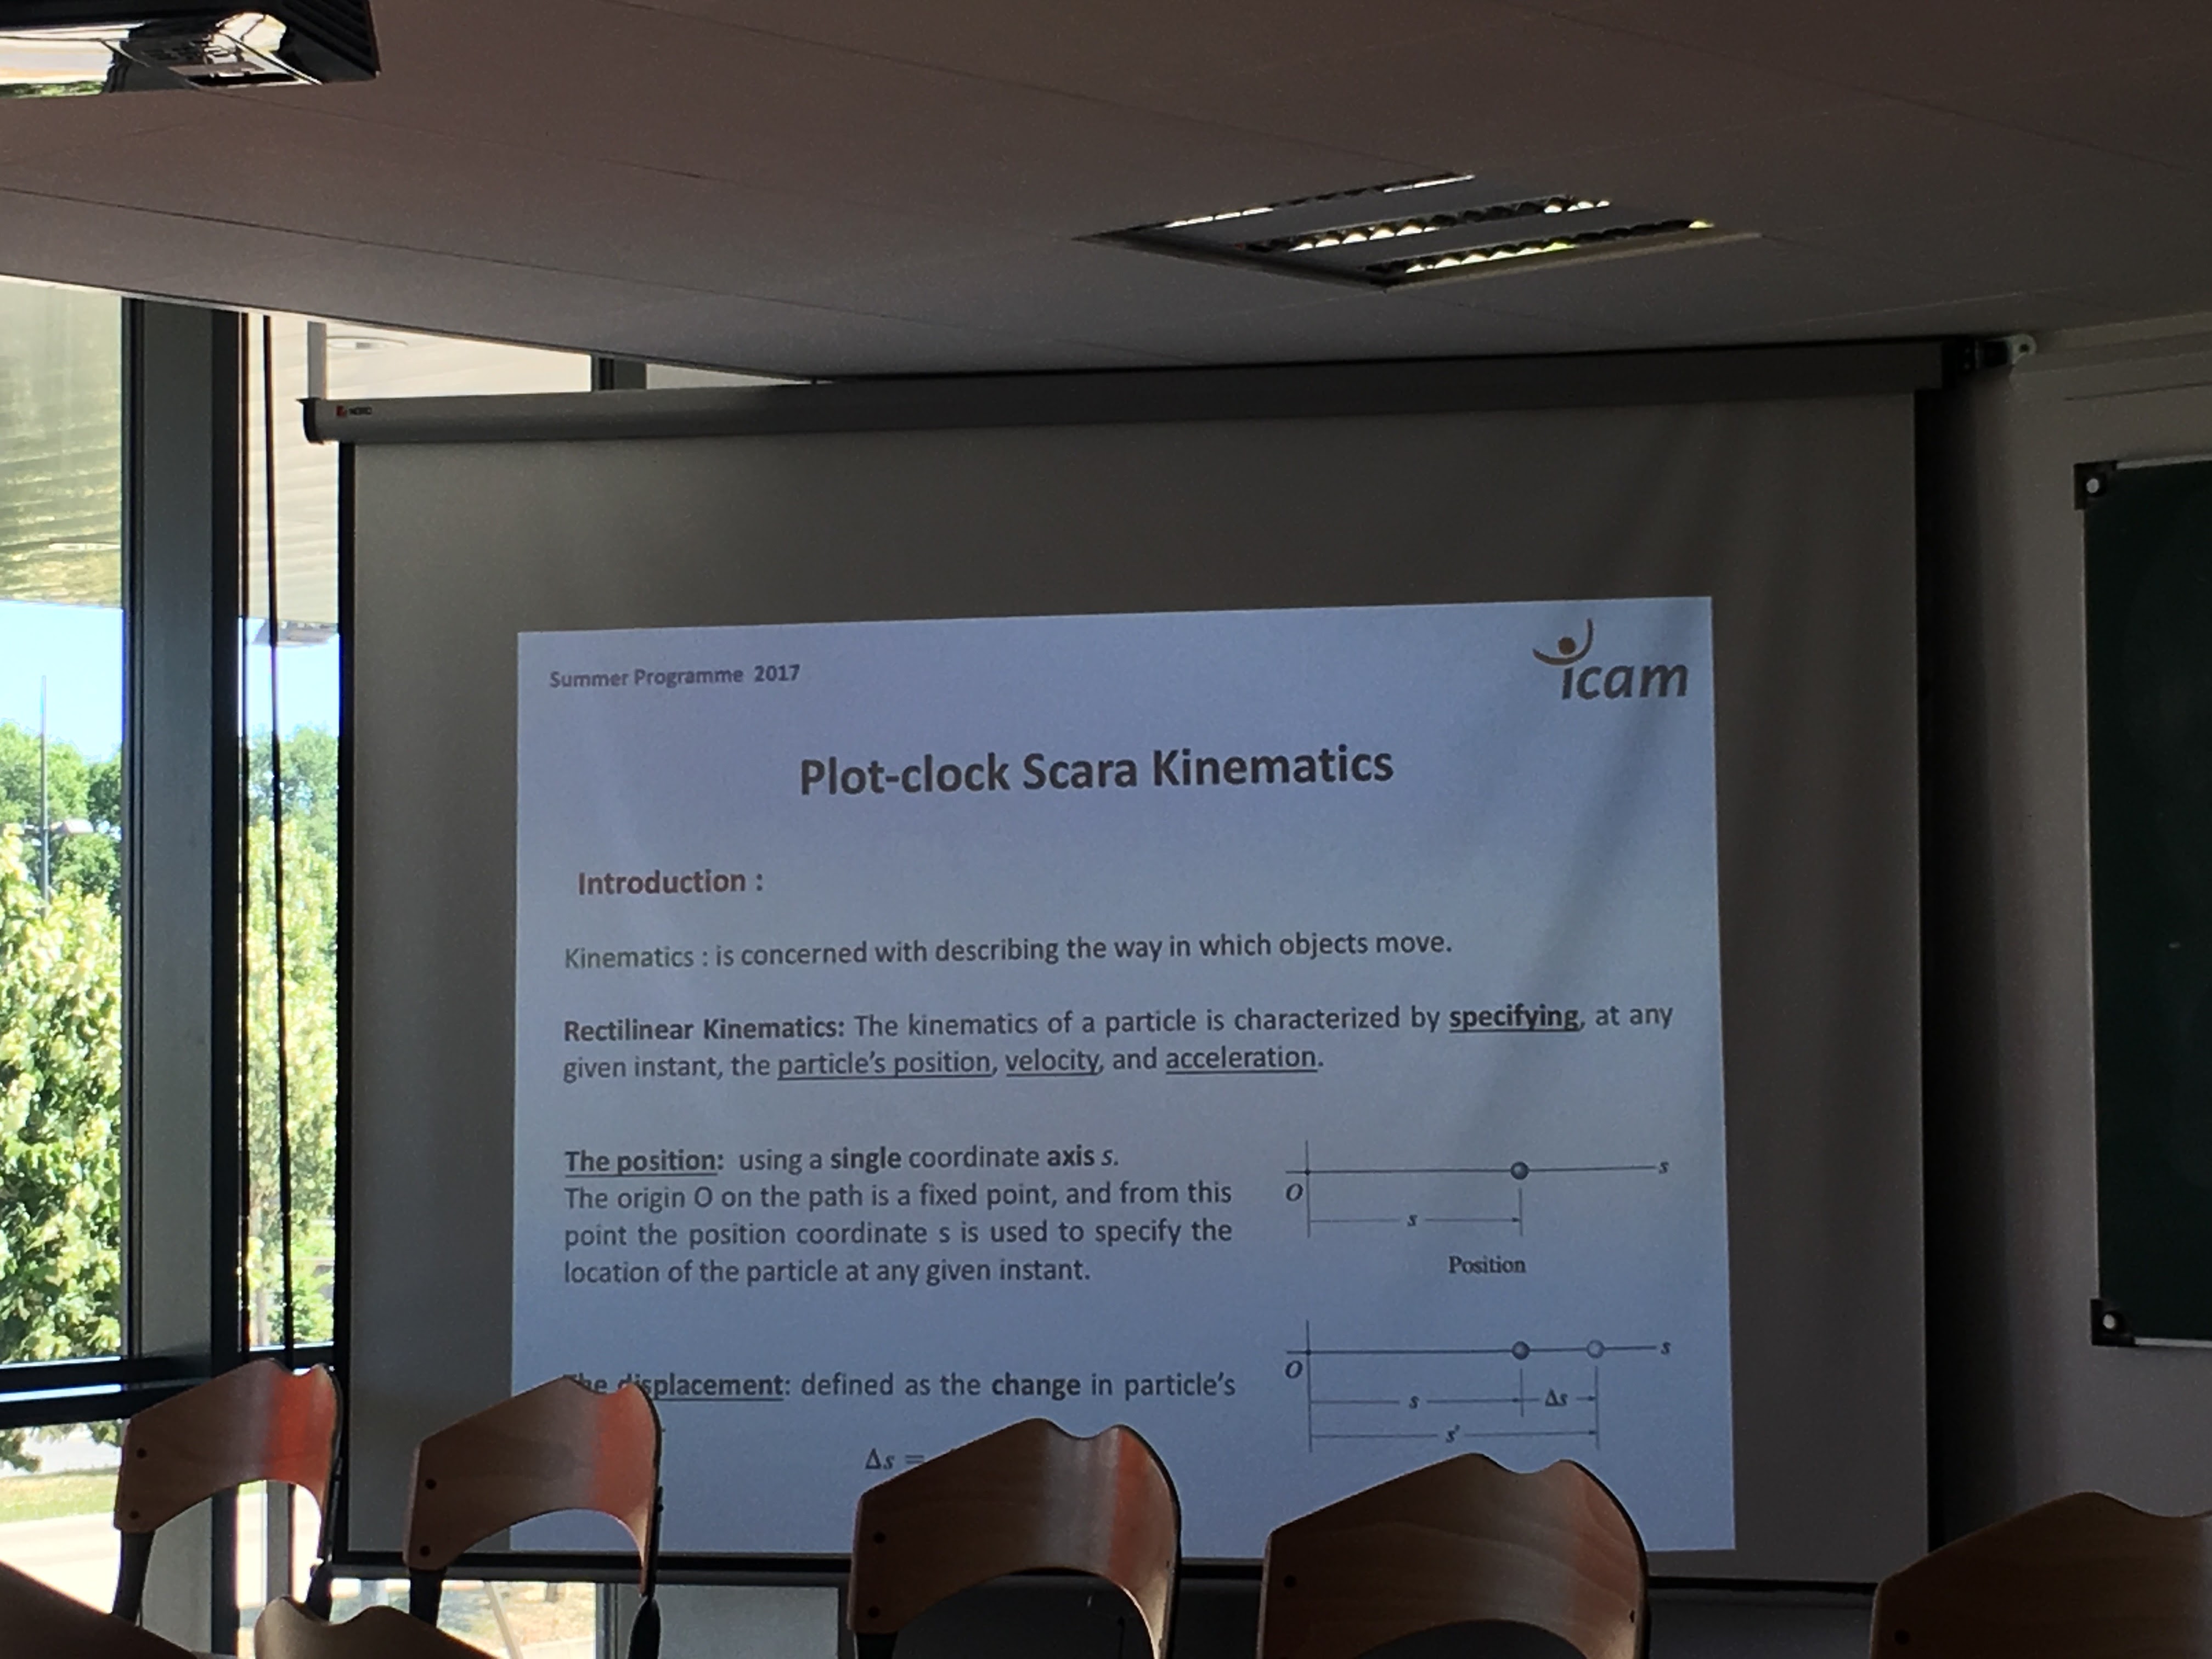 Summer Programme 2017
icam
Plot-clock Scara Kinematics
Introduction :
Kinematics : is concerned with describing the way in which objects move.
Rectilinear Kinematics: The kinematics of a particle is characterized by specifying, at any
given instant, the particle's position, velocity, and acceleration.
The position: using a single coordinate axis s.
The origin O on the path is a fixed point, and from this
point the position coordinate s is used to specify the
location of the particle at any given instant.
s
O
s
Position
The displacement: defined as the change in particle's
Δs =
s
O
s
Δs
s'